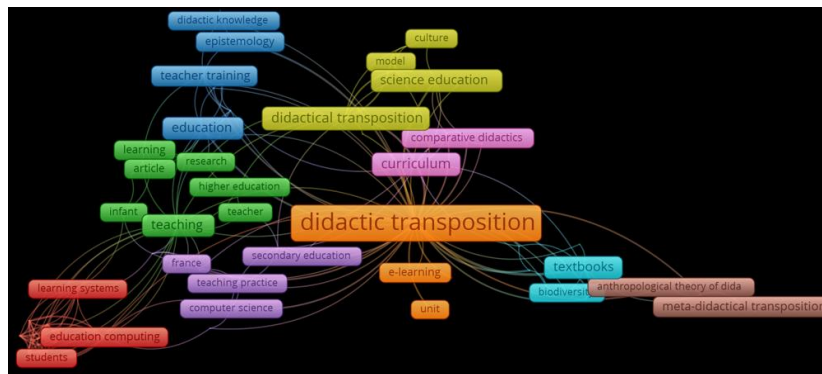 didactic knowledge
epistemology
culture
model
teacher training
science education
didactical transposition
education
comparative didactics
learning
research
curriculum
article
higher education
infant
teacher
teaching
didactic transposition
secondary education
france
e-learning
textbooks
teaching practice
learning systems
anthropological theory of dida
computer science
unit
meta-didactical transposition
education computing
students